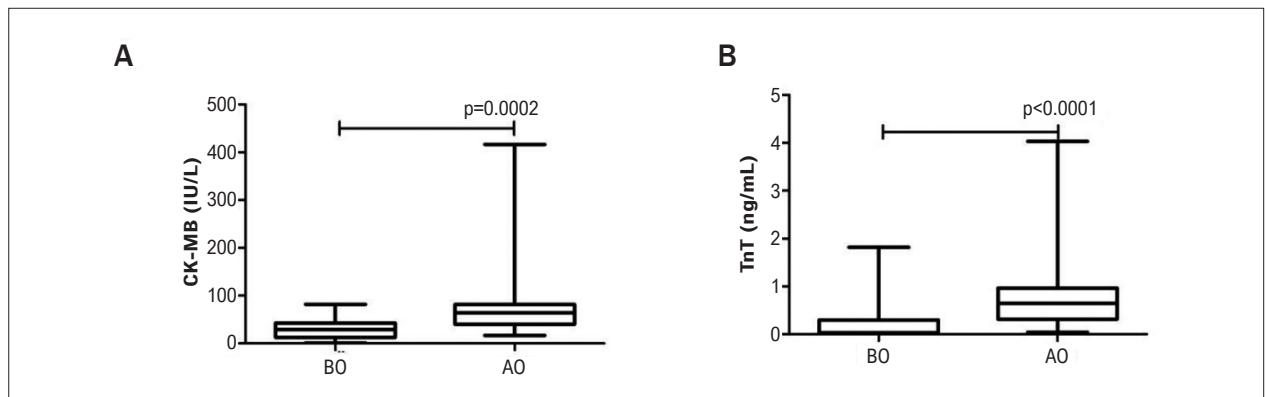 A
CK-MB (IU/L)
500
400
300
200
100
0
p=0.0002
BO
AO
B
TnT (ng/mL)
5
4
3
2
1
0
p<0.0001
BO
AO